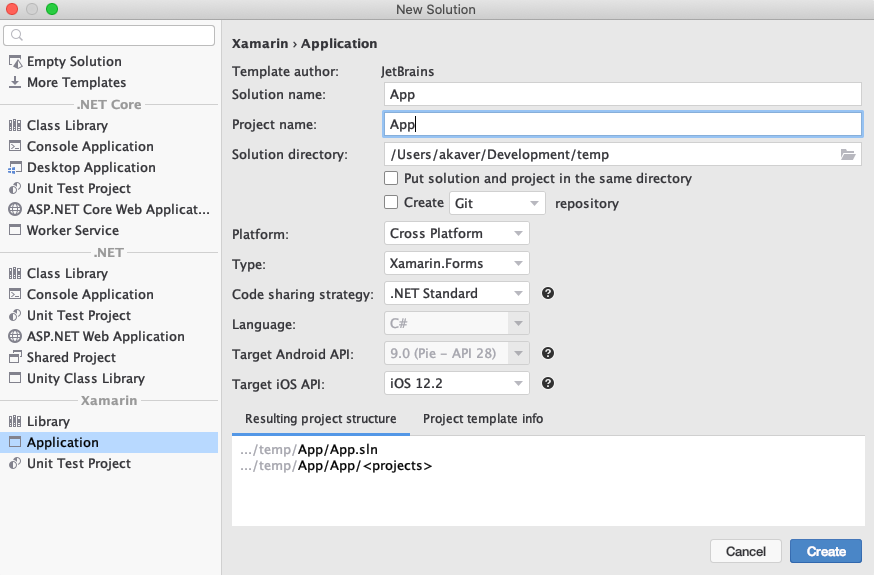 New Solution
Empty Solution
More Templates
.NET Core
Class Library
Console Application
Desktop Application
Unit Test Project
ASP.NET Core Web Applicat...
Worker Service
.NET
Class Library
Console Application
Unit Test Project
ASP.NET Web Application
Shared Project
Unity Class Library
Xamarin
Library
Application
Unit Test Project
Xamarin › Application
Template author: JetBrains
Solution name: App
Project name: App
Solution directory: /Users/akaver/Development/temp
Put solution and project in the same directory
Create Git repository
Platform: Cross Platform
Type: Xamarin.Forms
Code sharing strategy: .NET Standard ?
Language: C#
Target Android API: 9.0 (Pie – API 28) ?
Target iOS API: iOS 12.2 ?
Resulting project structure Project template info
.../temp/App/App.sln
.../temp/App/App/<projects>
Cancel Create